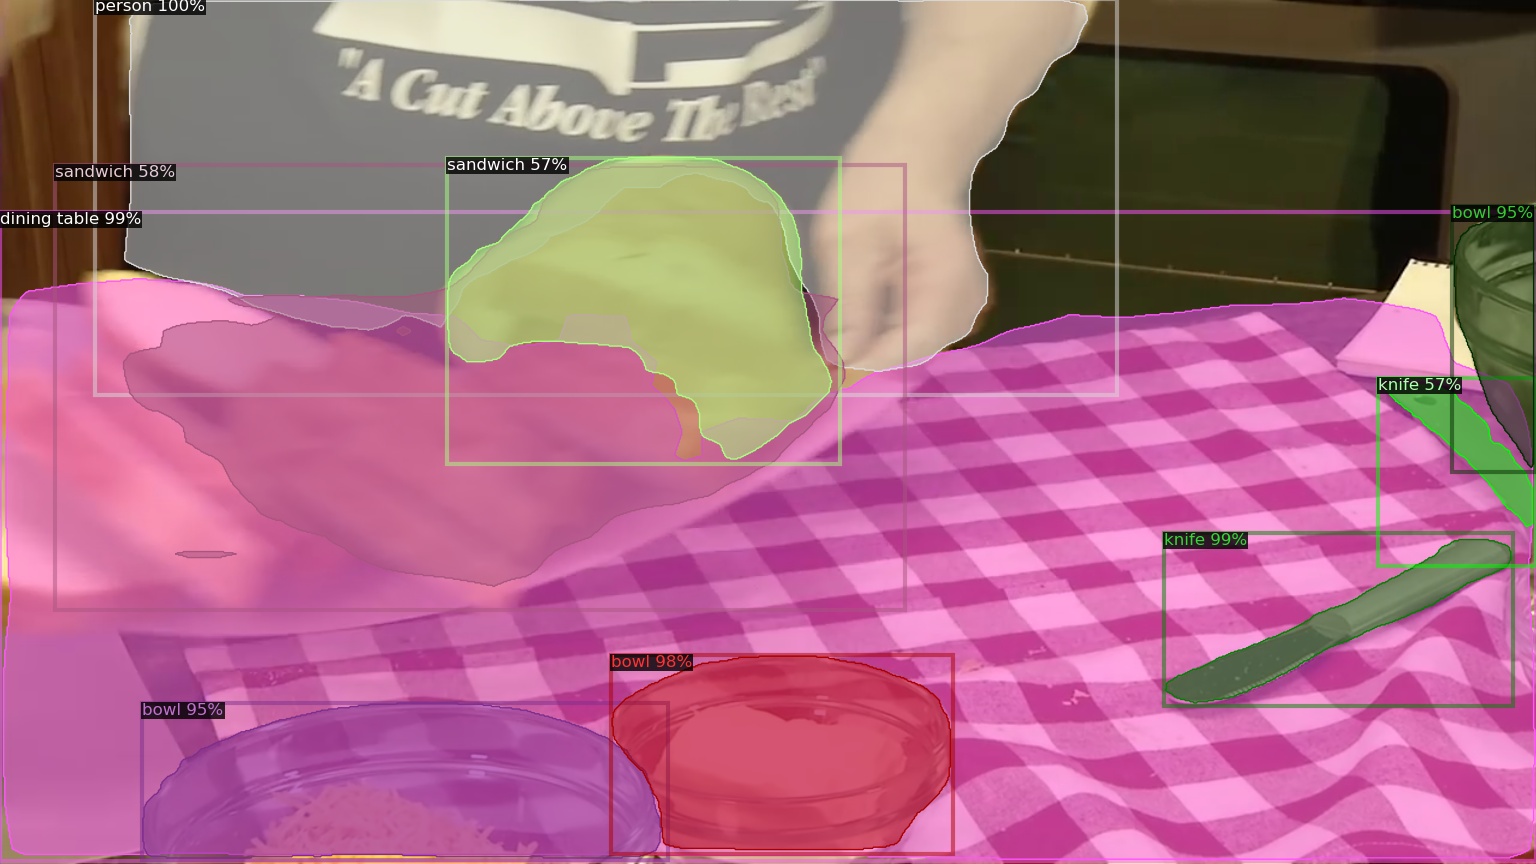 person 100%
"A Cut Above The Rest"
sandwich 57%
sandwich 58%
dining table 99%
bowl 95%
knife 57%
knife 99%
bowl 98%
bowl 95%